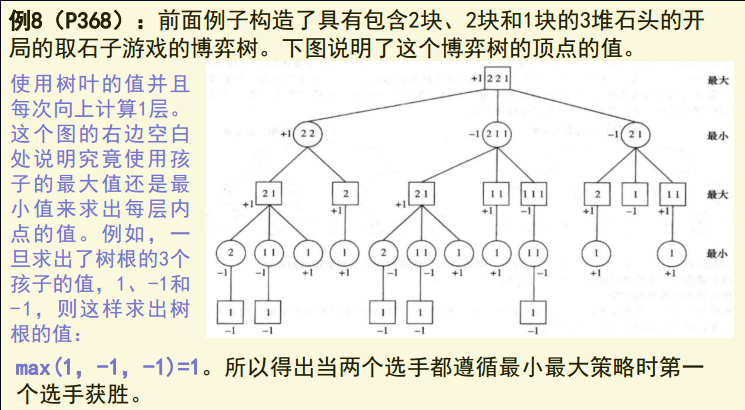 例8（P368）：前面例子构造了具有包含2块、2块和1块的3堆石头的开
局的取石子游戏的博弈树。下图说明了这个博弈树的顶点的值。
使用树叶的值并且
每次向上计算1层。
这个图的右边空白
处说明究竟使用孩
子的最大值还是最
小值来求出每层内
点的值。例如，一
旦求出了树根的3个
孩子的值，1、-1和
-1，则这样求出树
根的值：
+1 2 2 1 最大
+1 2 2 -1 2 1 1 -1 2 1 最小
2 1 2 2 1 1 1 1 1 1 2 1 1 1 最大
+1 +1 +1 +1 -1 +1 -1 +1
2 1 1 1 1 2 1 1 1 1 1 1 1 1 最小
-1 -1 +1 +1 -1 -1 +1 +1 -1 +1 +1
1 1 1 1 1
-1 -1 -1 -1 -1
max(1, -1, -1)=1。所以得出当两个选手都遵循最小最大策略时第一
个选手获胜。